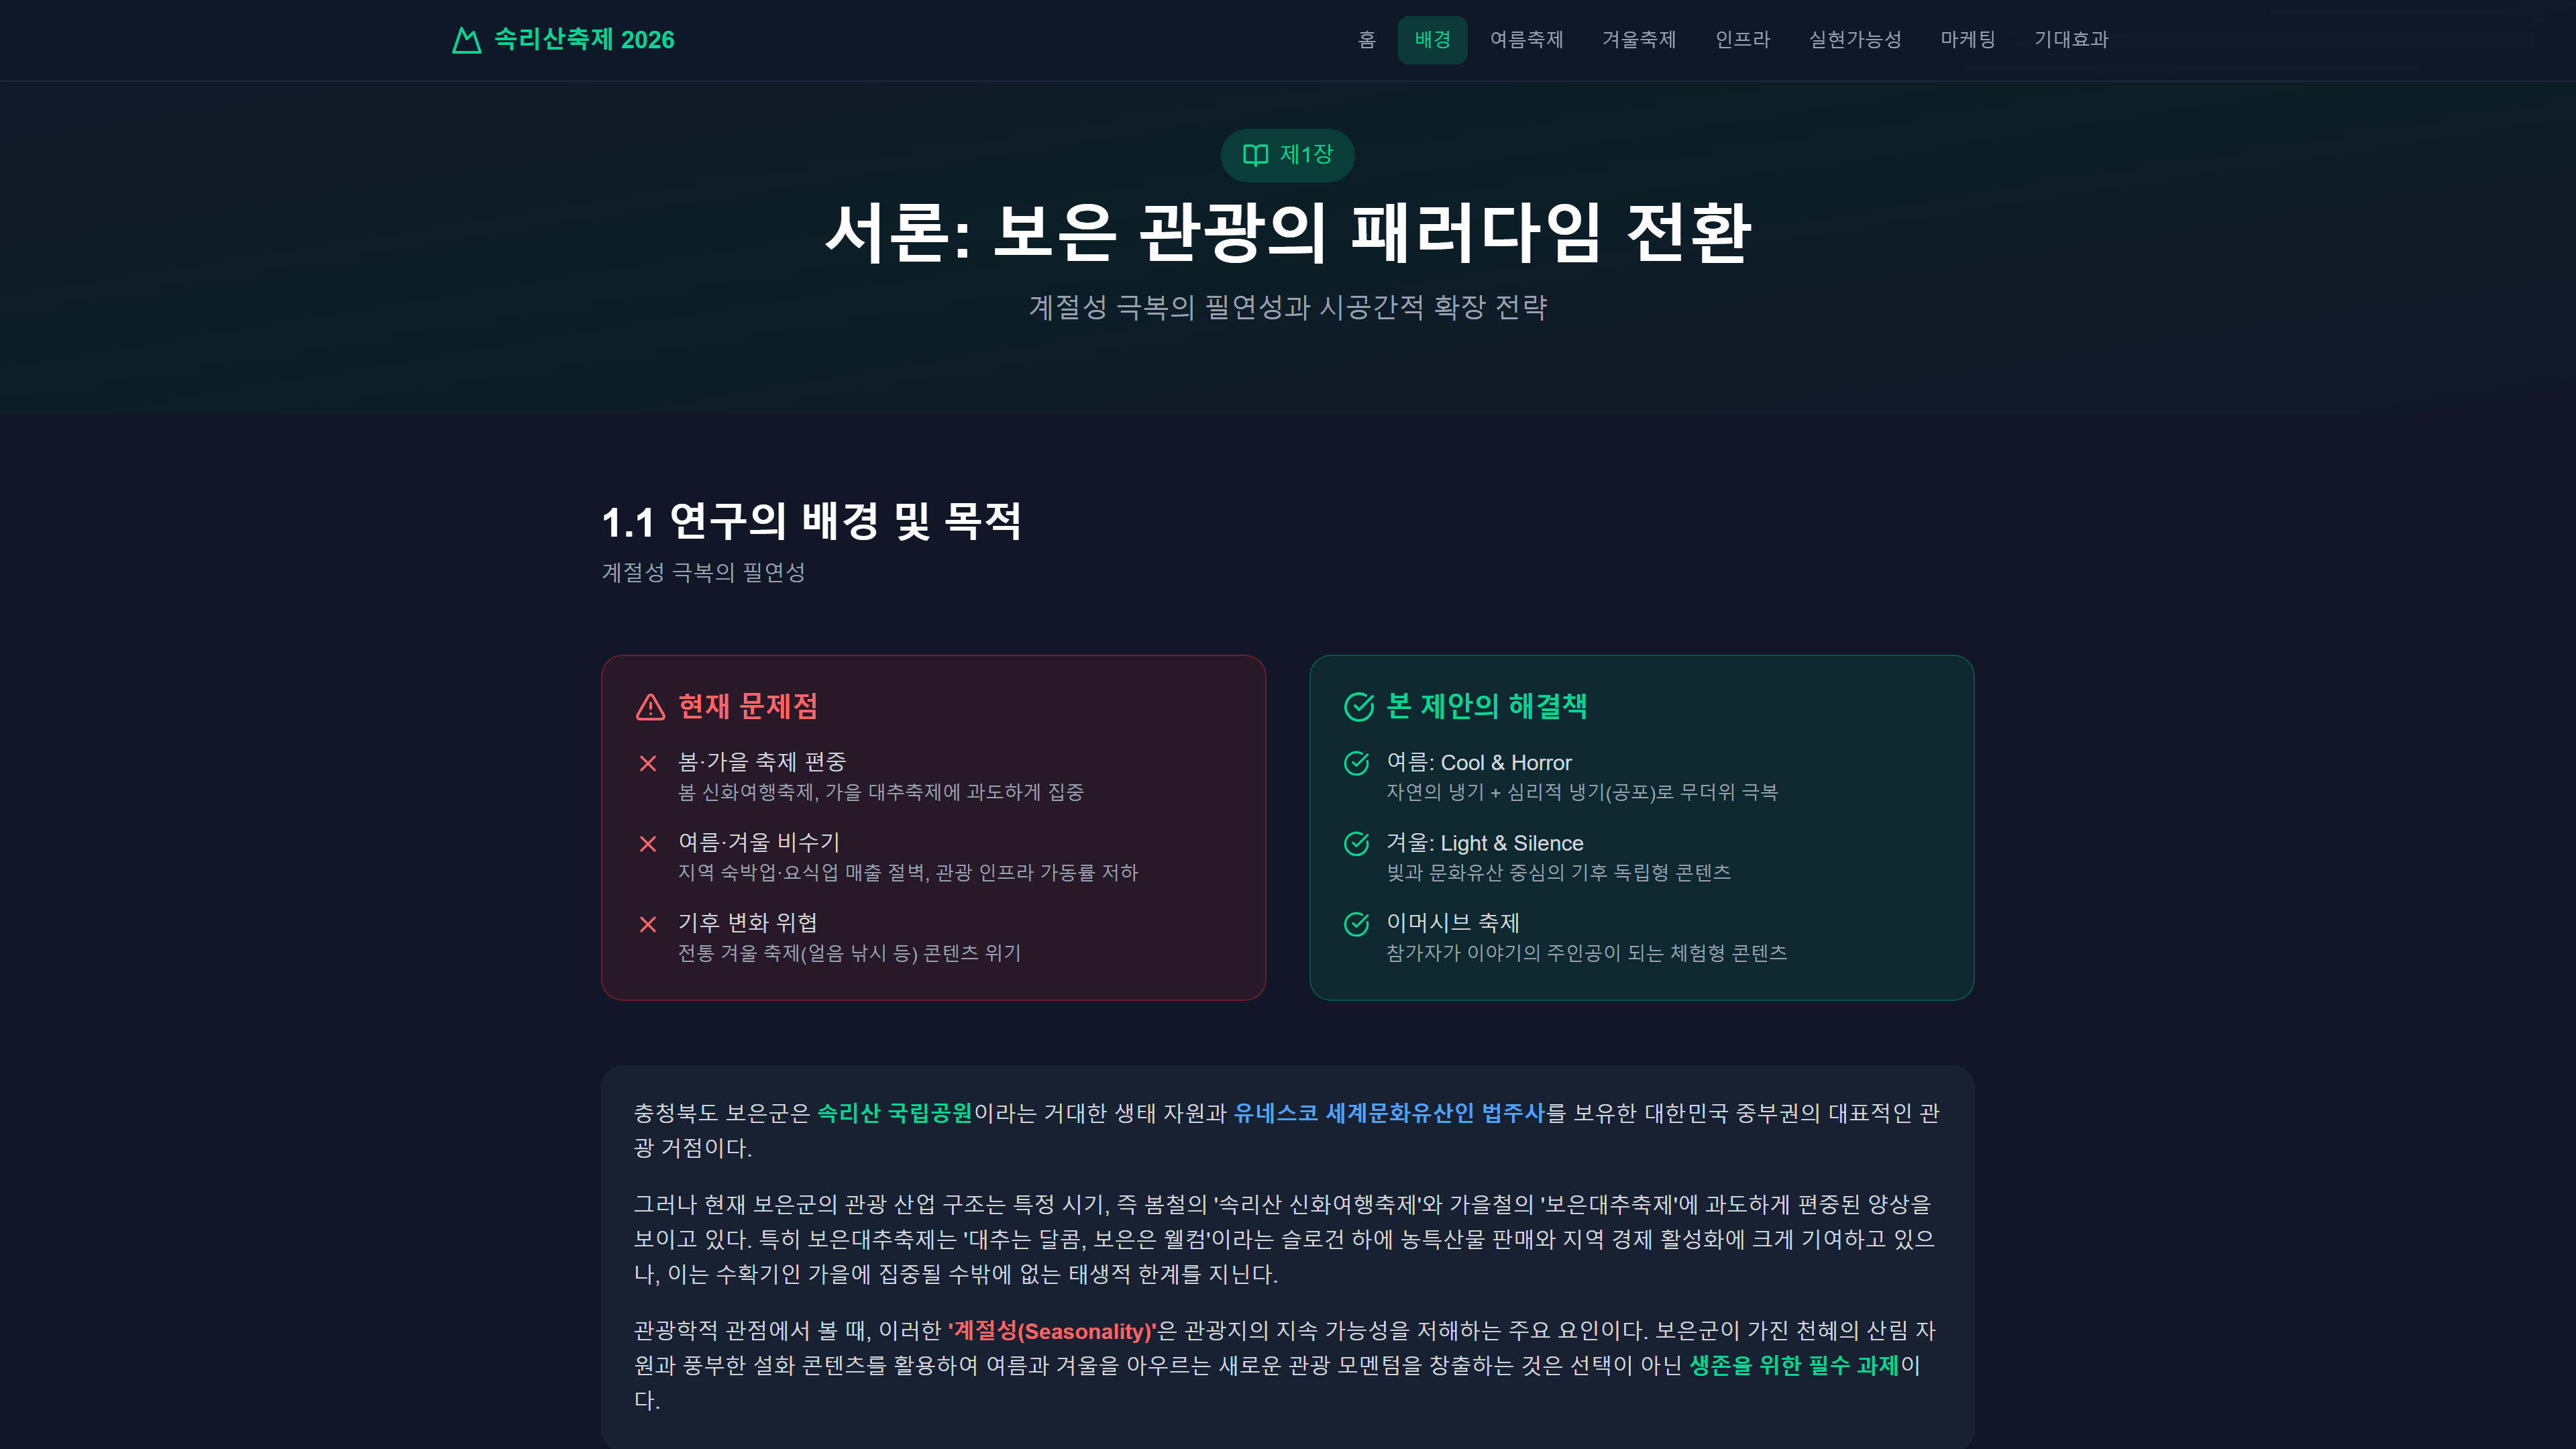 속리산축제 2026
홈 배경 여름축제 겨울축제 인프라 실현가능성 마케팅 기대효과
제1장
서론: 보은 관광의 패러다임 전환
계절성 극복의 필연성과 시공간적 확장 전략
1.1 연구의 배경 및 목적
계절성 극복의 필연성
현재 문제점
봄·가을 축제 편중
봄 신화여행축제, 가을 대추축제에 과도하게 집중
여름·겨울 비수기
지역 숙박업·요식업 매출 절벽, 관광 인프라 가동률 저하
기후 변화 위협
전통 겨울 축제(얼음 낚시 등) 콘텐츠 위기
본 제안의 해결책
여름: Cool & Horror
자연의 냉기 + 심리적 냉기(공포)로 무더위 극복
겨울: Light & Silence
빛과 문화유산 중심의 기후 독립형 콘텐츠
이머시브 축제
참가자가 이야기의 주인공이 되는 체험형 콘텐츠
충청북도 보은군은 속리산 국립공원이라는 거대한 생태 자원과 유네스코 세계문화유산인 법주사를 보유한 대한민국 중부권의 대표적인 관
광 거점이다.
그러나 현재 보은군의 관광 산업 구조는 특정 시기, 즉 봄철의 '속리산 신화여행축제'와 가을철의 '보은대추축제'에 과도하게 편중된 양상을
보이고 있다. 특히 보은대추축제는 '대추는 달콤, 보은은 웰컴'이라는 슬로건 하에 농특산물 판매와 지역 경제 활성화에 크게 기여하고 있으
나, 이는 수확기인 가을에 집중될 수밖에 없는 태생적 한계를 지닌다.
관광학적 관점에서 볼 때, 이러한 '계절성(Seasonality)'은 관광지의 지속 가능성을 저해하는 주요 요인이다. 보은군이 가진 천혜의 산림 자
원과 풍부한 설화 콘텐츠를 활용하여 여름과 겨울을 아우르는 새로운 관광 모멘텀을 창출하는 것은 선택이 아닌 생존을 위한 필수 과제이
다.